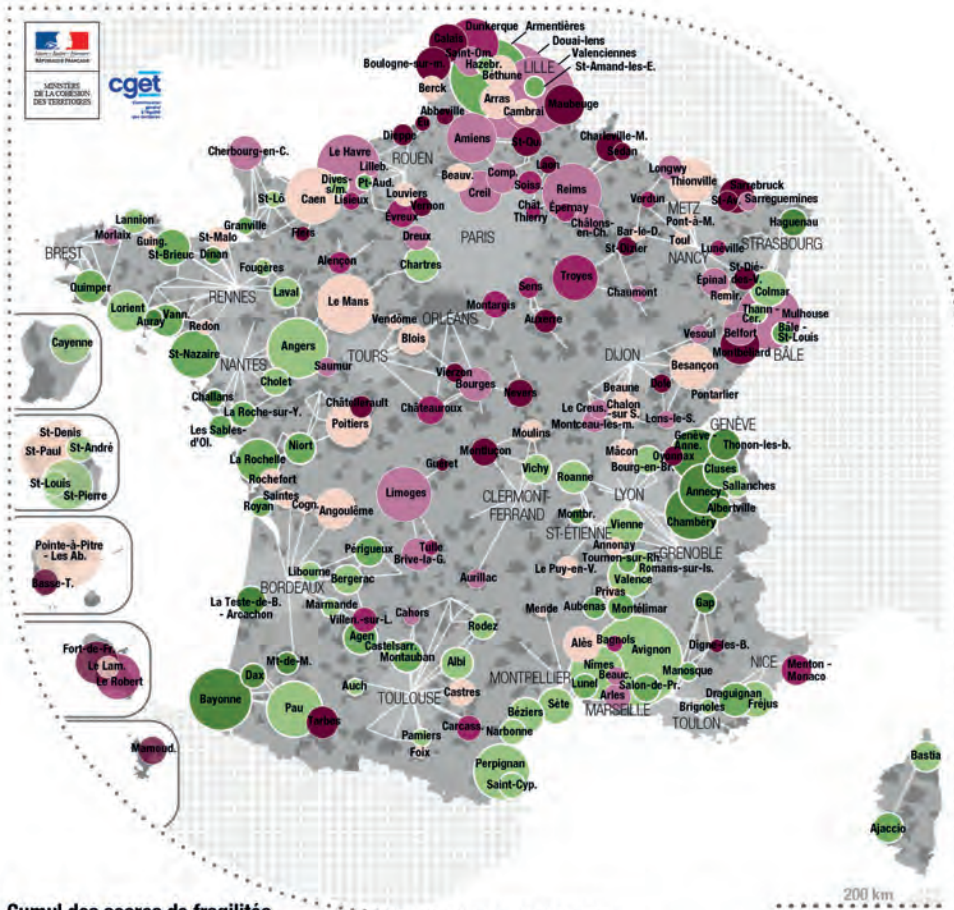 RÉPUBLIQUE FRANÇAISE
MINISTÈRE
DE LA COHÉSION
DES TERRITOIRES
cget
Dunkerque
Armentières
Calais
Douai-lens
Saint-Om.
Valenciennes
Hazebr.
LILLE
St-Amand-les-E.
Boulogne-sur-m.
Béthune
Berck
Arras
Cambrai
Maubeuge
Abbeville
Dieppe
Amiens
St-Qu.
Charleville-M.
Sedan
Cherbourg-en-C.
Le Havre
ROUEN
Lilleb.
Laon
Longwy
Dives-
s/m.
Pt-Aud.
Beauv.
Comp.
Soiss.
Reims
Thionville
Sarrebruck
St-Lô
Caen
Lisieux
Louviers
Vernon
Creil
Chât.
Thierry
Épernay
Verdun
METZ
St-Av.
Sarreguemines
Lannion
Granville
Évreux
Châlons-
en-Ch.
Bar-le-D.
Pont-à-M.
Haguenau
Morlaix
Guing.
St-Malo
Flers
Dreux
PARIS
Toul
STRASBOURG
BREST
St-Brieuc
Dinan
Alençon
St-Dizier
NANCY
Lunéville
Fougères
Chartres
St-Dié-
des-V.
Quimper
RENNES
Laval
Troyes
Épinal
Colmar
Lorient
Le Mans
Sens
Chaumont
Remir.
Auray
Vann.
Redon
Montargis
Thann -
Cer.
Mulhouse
Vendôme
ORLÉANS
Auxerre
Cayenne
St-Nazaire
Angers
Blois
Vesoul
Belfort
Bâle -
St-Louis
NANTES
Saumur
TOURS
DIJON
Montbéliard
BÂLE
Cholet
Vierzon
Besançon
Challans
Bourges
Nevers
Beaune
Dole
Châtellerault
Pontarlier
La Roche-sur-Y.
Châteauroux
Le Creus.
Chalon
-sur S.
Les Sables-
d'Ol.
Poitiers
Montceau-les-m.
Lons-le-S.
GENÈVE
St-Denis
Niort
Moulins
Genève -
Anne.
Thonon-les-b.
St-Paul
St-André
La Rochelle
Montluçon
Mâcon
Oyonnax
Bourg-en-Br.
Cluses
Guéret
Vichy
Roanne
St-Louis
Rochefort
Annecy
Sallanches
St-Pierre
Saintes
Limoges
CLERMONT-
FERRAND
LYON
Royan
Cogn.
Angoulême
Montbr.
Albertville
ST-ÉTIENNE
Vienne
Chambéry
Pointe-à-Pitre
- Les Ab.
Périgueux
Tulle
Annonay
GRENOBLE
Brive-la-G.
Tournen-sur-Rh.
Basse-T.
Libourne
Le Puy-en-V.
Romans-sur-Is.
BORDEAUX
Bergerac
Aurillac
Valence
Privas
La Teste-de-B.
- Arcachon
Marmande
Cahors
Mende
Aubenas
Montélimar
Gap
Villen.-sur-L.
Rodez
Fort-de-Fr.
Agen
Castelsarr.
Alès
Bagnols
Digne-les-B.
Le Lam.
Mt-de-M.
Montauban
Avignon
Le Robert
Dax
Albi
Nîmes
Manosque
NICE
Menton -
Monaco
Auch
MONTRELLIER
Beauc.
Bayonne
TOULOUSE
Castres
Lunel
Salon-de-Pr.
Draguignan
Pau
Arles
Tarbes
Sète
MARSEILLE
Brignoles
Fréjus
Mamoud.
Béziers
TOULON
Carcass.
Pamiers
Narbonne
Foix
Bastia
Perpignan
Saint-Cyp.
Ajaccio
200 km
Cumul des scores de fragilités